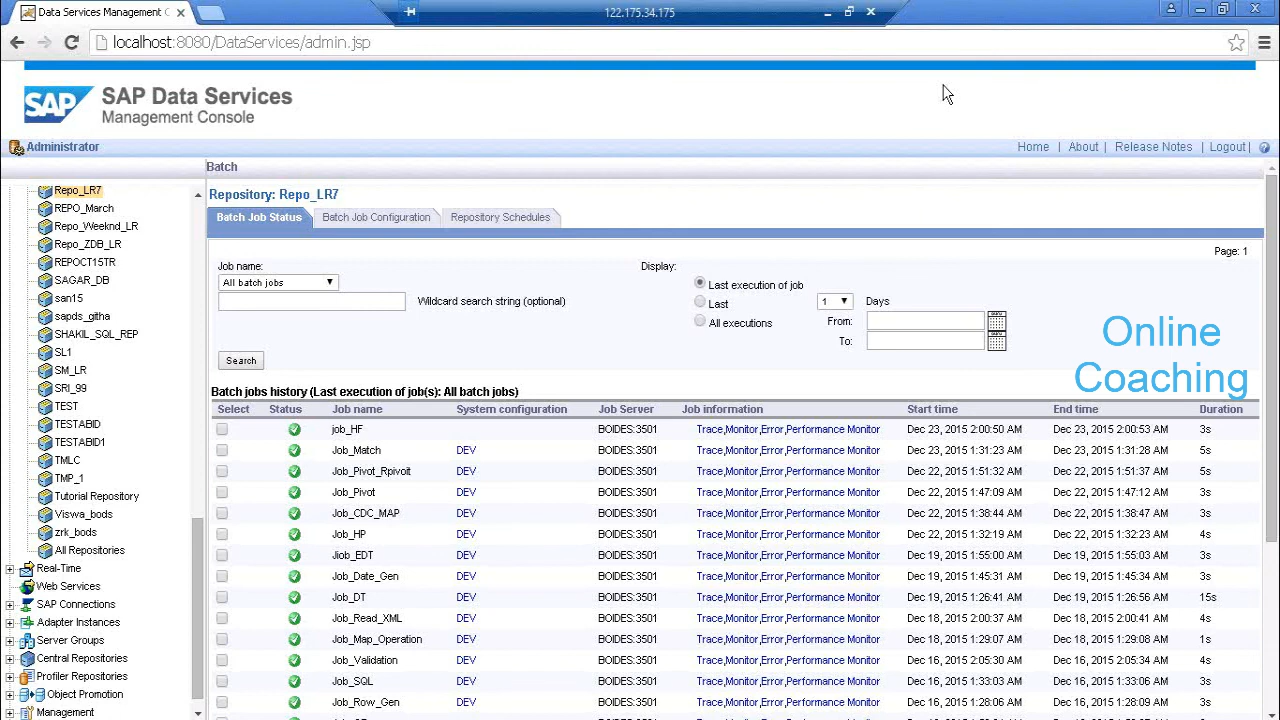 Data Services Management C
122.175.34.175
localhost:8080/DataServices/admin.jsp
SAP
SAP Data Services
Management Console
Administrator
Home | About | Release Notes | Logout |
Batch
Repo_LR7
REPO_March
Repo_Weeknd_LR
Repo_ZDB_LR
REPOCT15TR
SAGAR_DB
san15
sapds_githa
SHAKIL_SQL_REP
SL1
SM_LR
SRI_99
TEST
TESTABID
TESTABID1
TMLC
TMP_1
Tutorial Repository
Viswa_bods
zrk_bods
All Repositories
Real-Time
Web Services
SAP Connections
Adapter Instances
Server Groups
Central Repositories
Profiler Repositories
Object Promotion
Management
Repository: Repo_LR7
Batch Job Status
Batch Job Configuration
Repository Schedules
Page: 1
Job name:
All batch jobs
Wildcard search string (optional)
Search
Display:
Last execution of job
Last 1 Days
All executions
From:
To:
Online
Coaching
Batch jobs history (Last execution of job(s): All batch jobs)
Select Status Job name System configuration Job Server Job information Start time End time Duration
job_HF BOIDES:3501 Trace,Monitor,Error,Performance Monitor Dec 23, 2015 2:00:50 AM Dec 23, 2015 2:00:53 AM 3s
Job_Match DEV BOIDES:3501 Trace,Monitor,Error,Performance Monitor Dec 23, 2015 1:31:23 AM Dec 23, 2015 1:31:28 AM 5s
Job_Pivot_Rpivoit DEV BOIDES:3501 Trace,Monitor,Error,Performance Monitor Dec 22, 2015 1:51:32 AM Dec 22, 2015 1:51:37 AM 5s
Job_Pivot DEV BOIDES:3501 Trace,Monitor,Error,Performance Monitor Dec 22, 2015 1:47:09 AM Dec 22, 2015 1:47:12 AM 3s
Job_CDC_MAP DEV BOIDES:3501 Trace,Monitor,Error,Performance Monitor Dec 22, 2015 1:38:44 AM Dec 22, 2015 1:38:47 AM 3s
Job_HP DEV BOIDES:3501 Trace,Monitor,Error,Performance Monitor Dec 22, 2015 1:32:19 AM Dec 22, 2015 1:32:23 AM 4s
Job_EDT DEV BOIDES:3501 Trace,Monitor,Error,Performance Monitor Dec 19, 2015 1:55:00 AM Dec 19, 2015 1:55:03 AM 3s
Job_Date_Gen DEV BOIDES:3501 Trace,Monitor,Error,Performance Monitor Dec 19, 2015 1:45:31 AM Dec 19, 2015 1:45:34 AM 3s
Job_DT DEV BOIDES:3501 Trace,Monitor,Error,Performance Monitor Dec 19, 2015 1:26:41 AM Dec 19, 2015 1:26:56 AM 15s
Job_Read_XML DEV BOIDES:3501 Trace,Monitor,Error,Performance Monitor Dec 18, 2015 2:00:37 AM Dec 18, 2015 2:00:41 AM 4s
Job_Map_Operation DEV BOIDES:3501 Trace,Monitor,Error,Performance Monitor Dec 18, 2015 1:29:07 AM Dec 18, 2015 1:29:08 AM 1s
Job_Validation DEV BOIDES:3501 Trace,Monitor,Error,Performance Monitor Dec 16, 2015 2:05:30 AM Dec 16, 2015 2:05:34 AM 4s
Job_SQL DEV BOIDES:3501 Trace,Monitor,Error,Performance Monitor Dec 16, 2015 1:33:03 AM Dec 16, 2015 1:33:06 AM 3s
Job_Row_Gen DEV BOIDES:3501 Trace,Monitor,Error,Performance Monitor